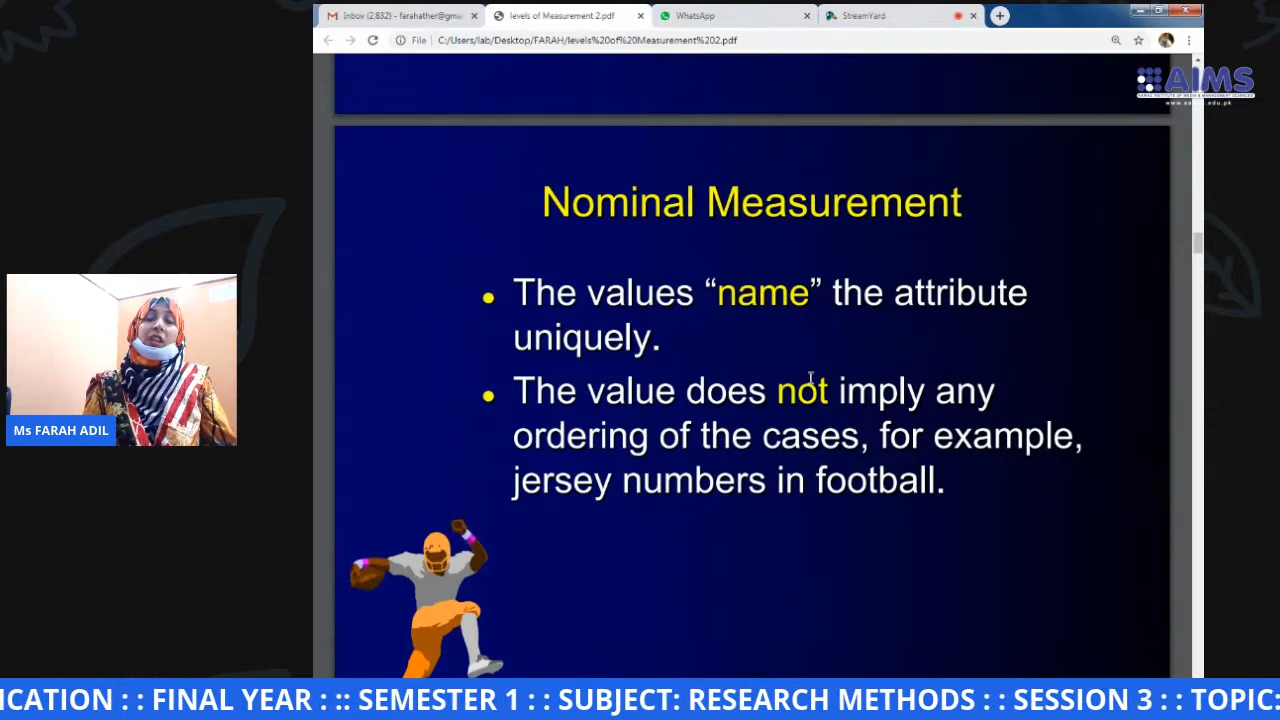 Inbox (2,832) - farahather@gma
levels of Measurement 2.pdf
WhatsApp
StreamYard
File
C:/Users/lab/Desktop/FARAH/levels%20of%20Measurement%202.pdf
AIMS
Nominal Measurement
• The values “name” the attribute
uniquely.
• The value does not imply any
ordering of the cases, for example,
jersey numbers in football.
Ms FARAH ADIL
ICATION : : FINAL YEAR : :: SEMESTER 1 : : SUBJECT: RESEARCH METHODS : : SESSION 3 : : TOPIC: